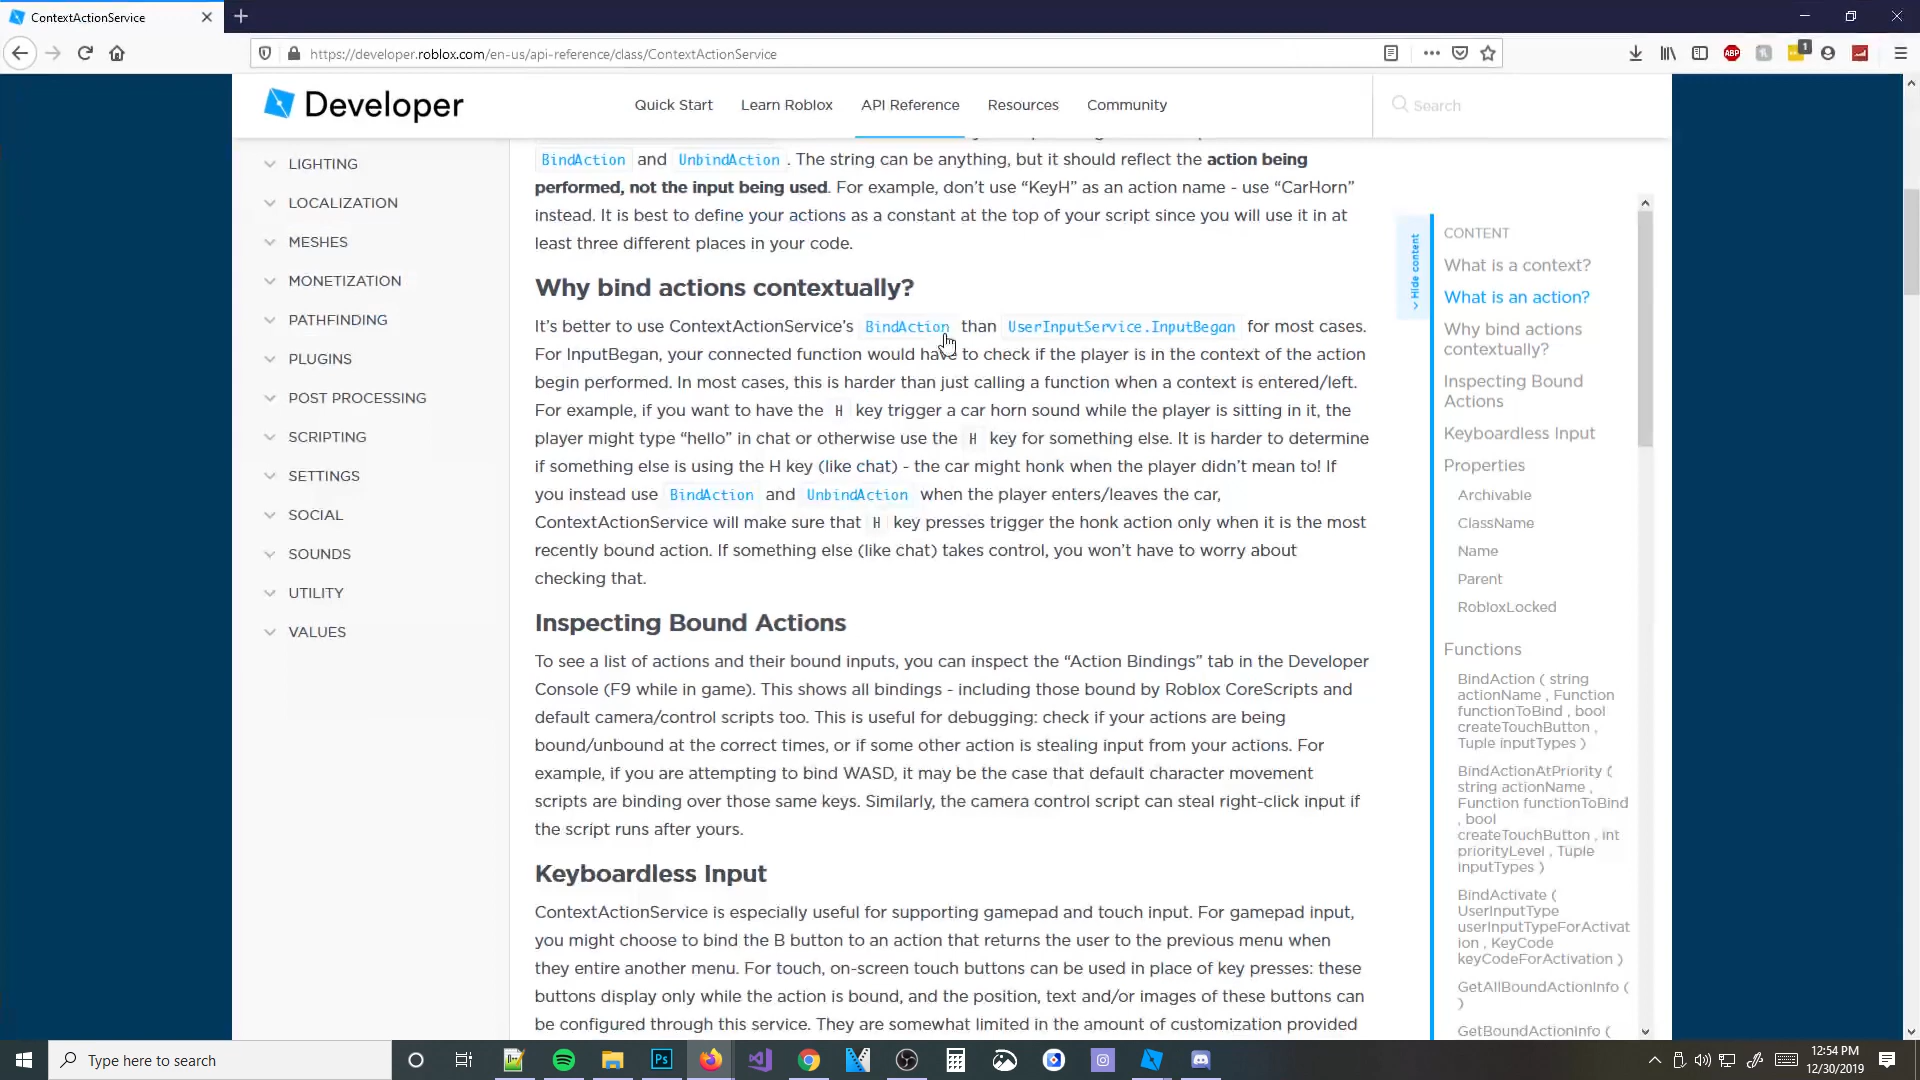 ContextActionService
https://developer.roblox.com/en-us/api-reference/class/ContextActionService
ABP
1
Developer
Quick Start
Learn Roblox
API Reference
Resources
Community
Search
LIGHTING
LOCALIZATION
MESHES
MONETIZATION
PATHFINDING
PLUGINS
POST PROCESSING
SCRIPTING
SETTINGS
SOCIAL
SOUNDS
UTILITY
VALUES
BindAction and UnbindAction . The string can be anything, but it should reflect the action being
performed, not the input being used. For example, don't use “KeyH” as an action name - use “CarHorn”
instead. It is best to define your actions as a constant at the top of your script since you will use it in at
least three different places in your code.
Why bind actions contextually?
It's better to use ContextActionService's BindAction than UserInputService.InputBegan for most cases.
For InputBegan, your connected function would have to check if the player is in the context of the action
begin performed. In most cases, this is harder than just calling a function when a context is entered/left.
For example, if you want to have the H key trigger a car horn sound while the player is sitting in it, the
player might type “hello” in chat or otherwise use the H key for something else. It is harder to determine
if something else is using the H key (like chat) - the car might honk when the player didn't mean to! If
you instead use BindAction and UnbindAction when the player enters/leaves the car,
ContextActionService will make sure that H key presses trigger the honk action only when it is the most
recently bound action. If something else (like chat) takes control, you won't have to worry about
checking that.
Inspecting Bound Actions
To see a list of actions and their bound inputs, you can inspect the “Action Bindings” tab in the Developer
Console (F9 while in game). This shows all bindings - including those bound by Roblox CoreScripts and
default camera/control scripts too. This is useful for debugging: check if your actions are being
bound/unbound at the correct times, or if some other action is stealing input from your actions. For
example, if you are attempting to bind WASD, it may be the case that default character movement
scripts are binding over those same keys. Similarly, the camera control script can steal right-click input if
the script runs after yours.
Keyboardless Input
ContextActionService is especially useful for supporting gamepad and touch input. For gamepad input,
you might choose to bind the B button to an action that returns the user to the previous menu when
they entire another menu. For touch, on-screen touch buttons can be used in place of key presses: these
buttons display only while the action is bound, and the position, text and/or images of these buttons can
be configured through this service. They are somewhat limited in the amount of customization provided
Hide content
CONTENT
What is a context?
What is an action?
Why bind actions
contextually?
Inspecting Bound
Actions
Keyboardless Input
Properties
Archivable
ClassName
Name
Parent
RobloxLocked
Functions
BindAction ( string
actionName , Function
functionToBind , bool
createTouchButton ,
Tuple inputTypes )
BindActionAtPriority (
string actionName ,
Function functionToBind
, bool
createTouchButton , int
priorityLevel , Tuple
inputTypes )
BindActivate (
UserInputType
userInputTypeForActivat
ion , KeyCode
keyCodeForActivation )
GetAllBoundActionInfo (
)
GetBoundActionInfo (
Type here to search
Ps
12:54 PM
12/30/2019